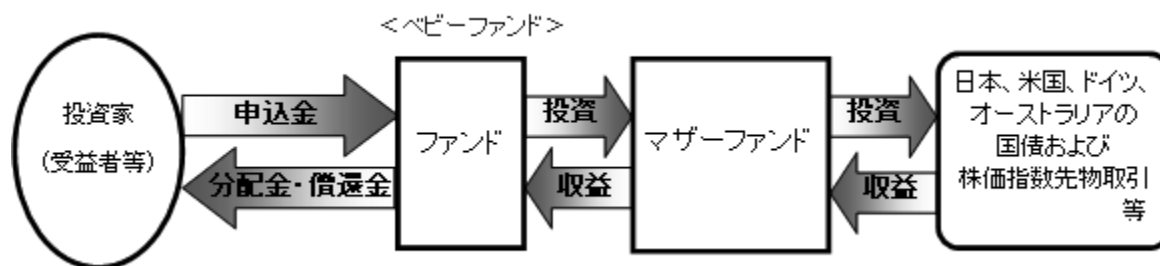 ＜ベビーファンド＞
投資家
(受益者等)
申込金
分配金・償還金
ファンド
投資
収益
マザーファンド
投資
収益
日本、米国、ドイツ、
オーストラリアの
国債および
株価指数先物取引
等